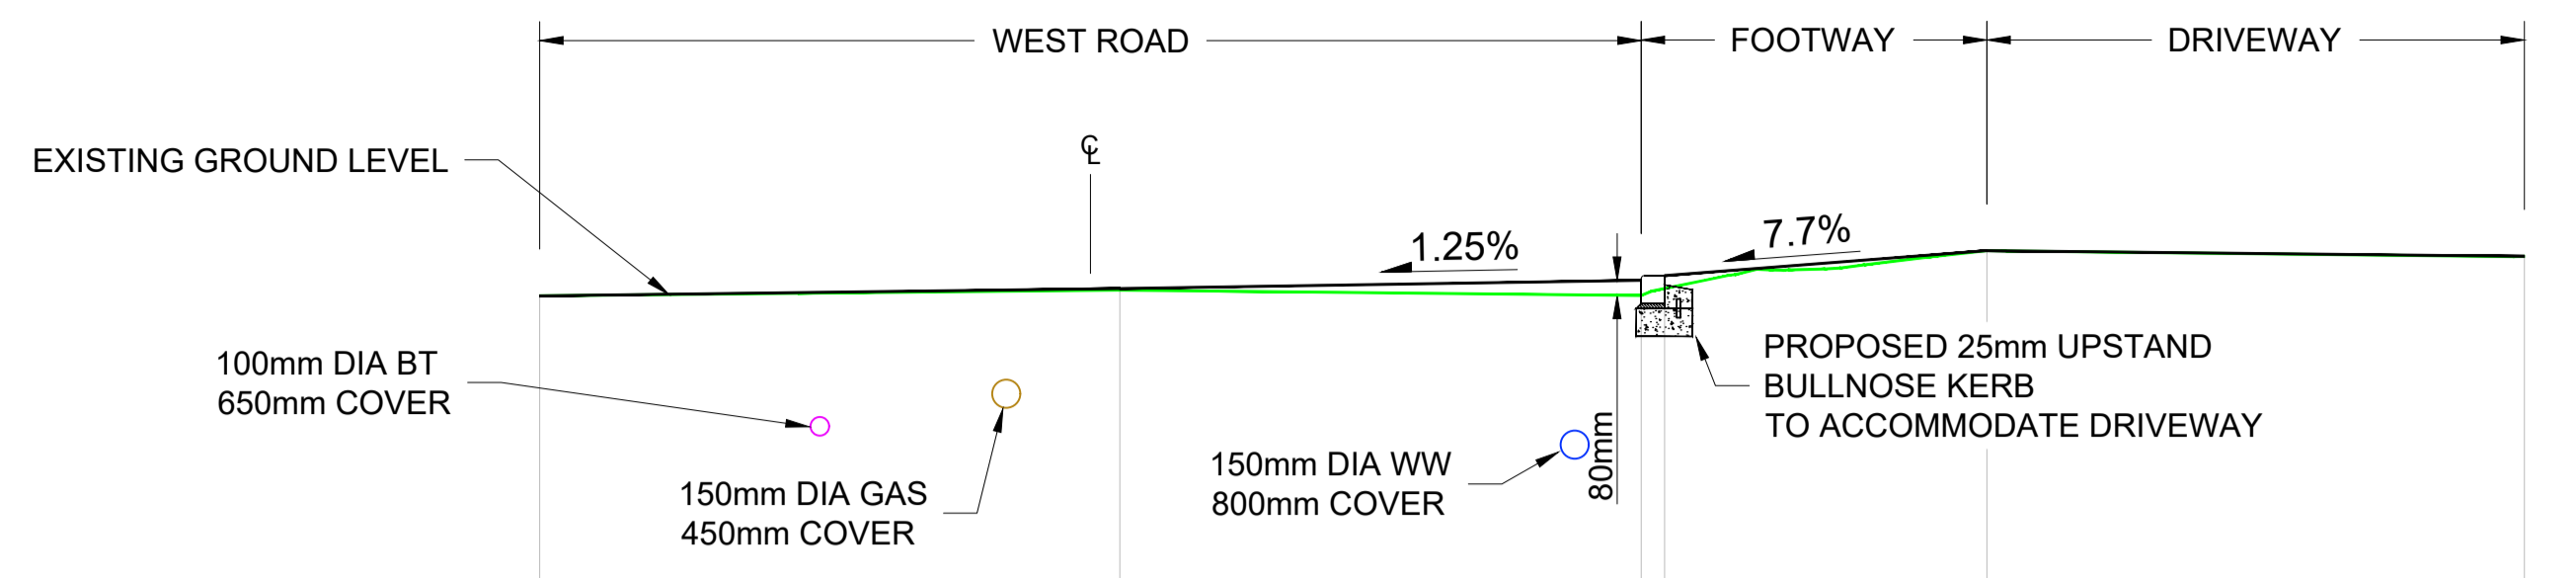 WEST ROAD
FOOTWAY
DRIVEWAY
EXISTING GROUND LEVEL
℄
1.25%
7.7%
100mm DIA BT
650mm COVER
150mm DIA GAS
450mm COVER
150mm DIA WW
800mm COVER
80mm
PROPOSED 25mm UPSTAND
BULLNOSE KERB
TO ACCOMMODATE DRIVEWAY